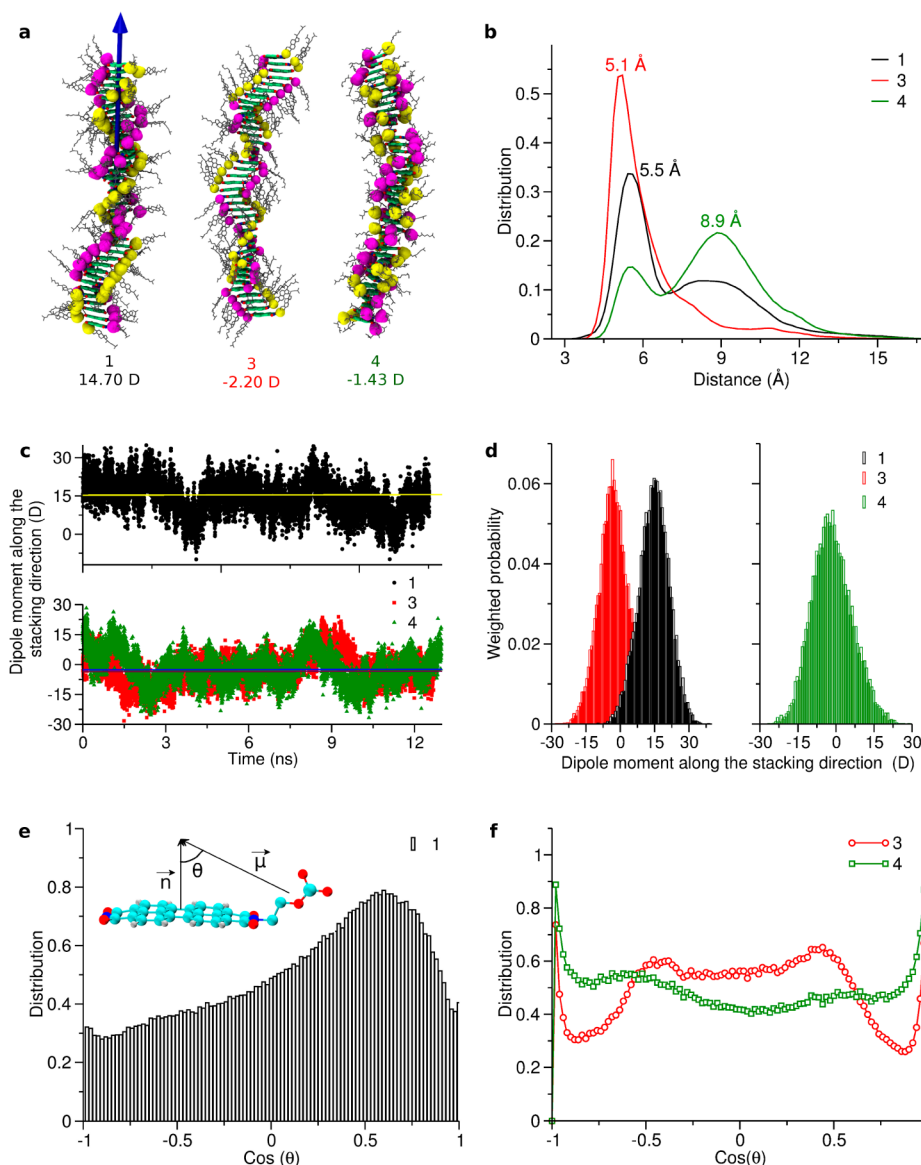 a
1
14.70 D
3
-2.20 D
4
-1.43 D
b
Distribution
0.5
0.4
0.3
0.2
0.1
0
5.1 Å
5.5 Å
8.9 Å
1
3
4
3 6 9 12 15
Distance (Å)
c
Dipole moment along the
stacking direction (D)
30
15
0
1
3
4
30
15
0
-15
-30
0 3 6 9 12
Time (ns)
d
Weighted probability
0.06
0.04
0.02
0
1
3
4
-30 -15 0 15 30
-30 -15 0 15 30
Dipole moment along the stacking direction (D)
e
Distribution
1
0.8
0.6
0.4
0.2
0
1
n
θ
μ
-1 -0.5 0 0.5 1
Cos (θ)
f
Distribution
1
0.8
0.6
0.4
0.2
0
3
4
-1 -0.5 0 0.5
Cos(θ)